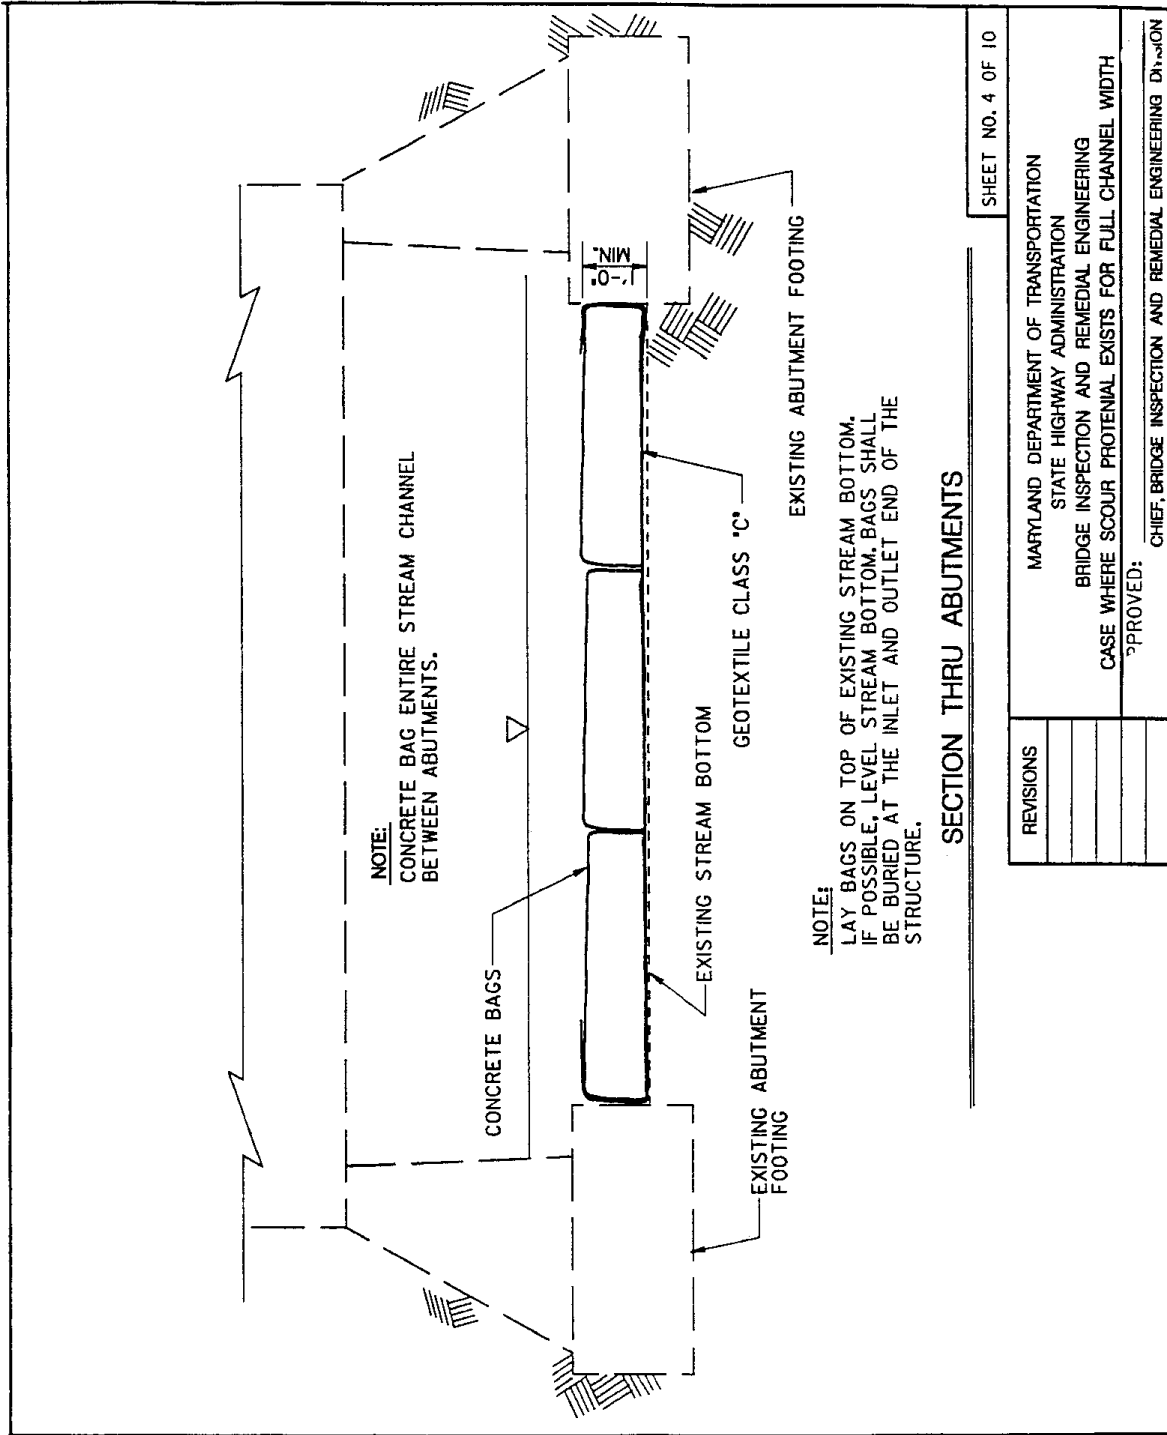 NOTE:
CONCRETE BAG ENTIRE STREAM CHANNEL
BETWEEN ABUTMENTS.
CONCRETE BAGS
1'-0"
MIN.
EXISTING STREAM BOTTOM
GEOTEXTILE CLASS "C"
EXISTING ABUTMENT
FOOTING
EXISTING ABUTMENT FOOTING
NOTE:
LAY BAGS ON TOP OF EXISTING STREAM BOTTOM.
IF POSSIBLE, LEVEL STREAM BOTTOM. BAGS SHALL
BE BURIED AT THE INLET AND OUTLET END OF THE
STRUCTURE.
SECTION THRU ABUTMENTS
SHEET NO. 4 OF 10
REVISIONS
MARYLAND DEPARTMENT OF TRANSPORTATION
STATE HIGHWAY ADMINISTRATION
BRIDGE INSPECTION AND REMEDIAL ENGINEERING
CASE WHERE SCOUR PROTENIAL EXISTS FOR FULL CHANNEL WIDTH
PPROVED:
CHIEF, BRIDGE INSPECTION AND REMEDIAL ENGINEERING DIVISION